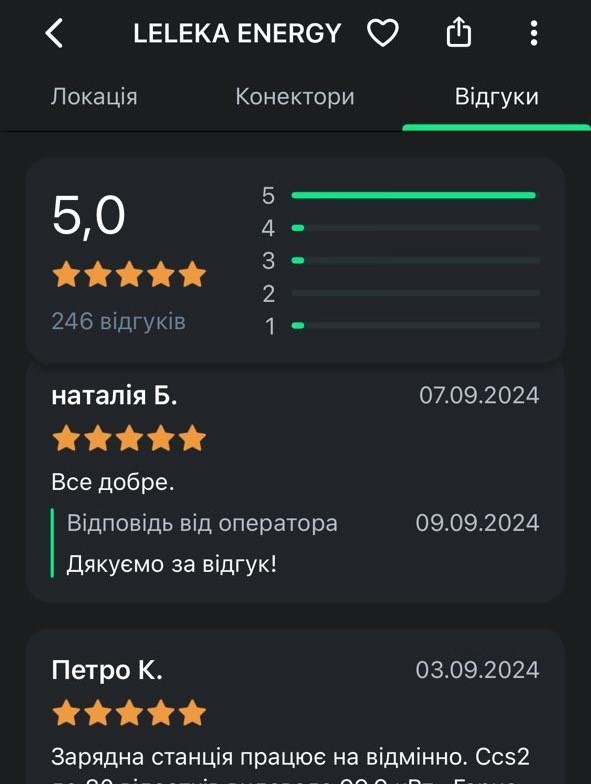 LELEKA ENERGY
Локація Конектори Відгуки
5,0
246 відгуків
5
4
3
2
1
наталія Б. 07.09.2024
Все добре.
Відповідь від оператора 09.09.2024
Дякуємо за відгук!
Петро К. 03.09.2024
Зарядна станція працює на відмінно. Ccs2